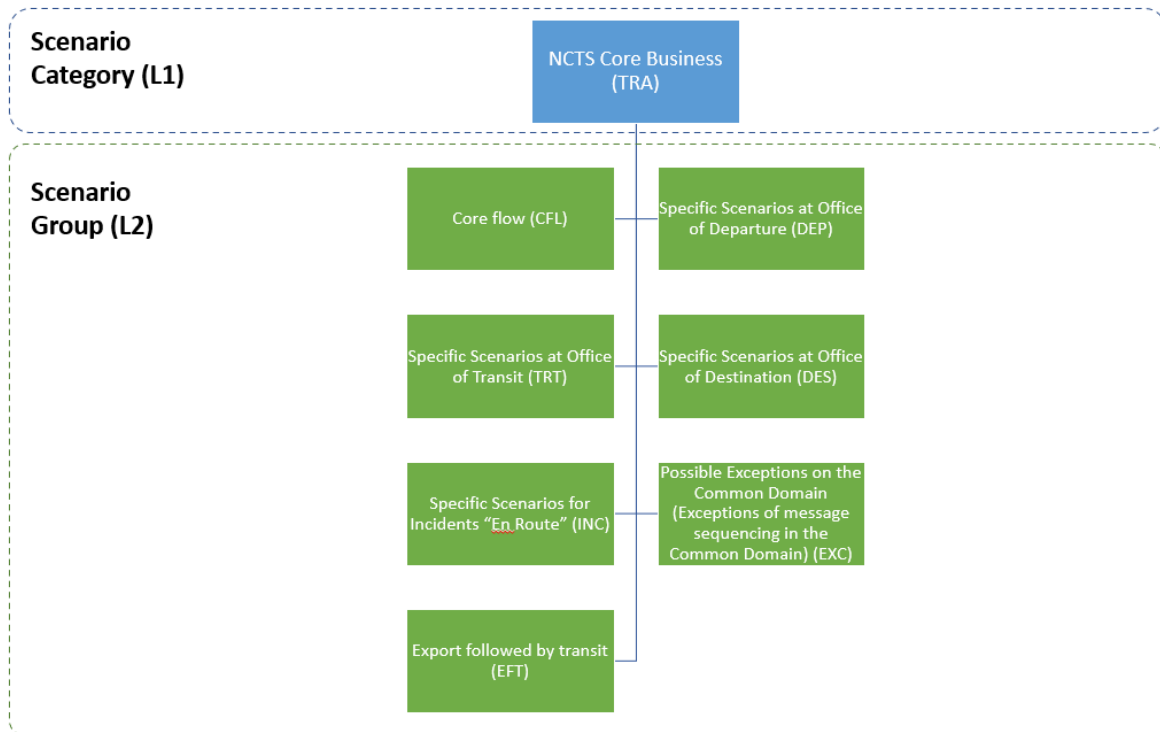 Scenario
Category (L1)
NCTS Core Business
(TRA)
Scenario
Group (L2)
Core flow (CFL)
Specific Scenarios at Office
of Departure (DEP)
Specific Scenarios at Office
of Transit (TRT)
Specific Scenarios at Office
of Destination (DES)
Specific Scenarios for
Incidents “En Route” (INC)
Possible Exceptions on the
Common Domain
(Exceptions of message
sequencing in the
Common Domain) (EXC)
Export followed by transit
(EFT)